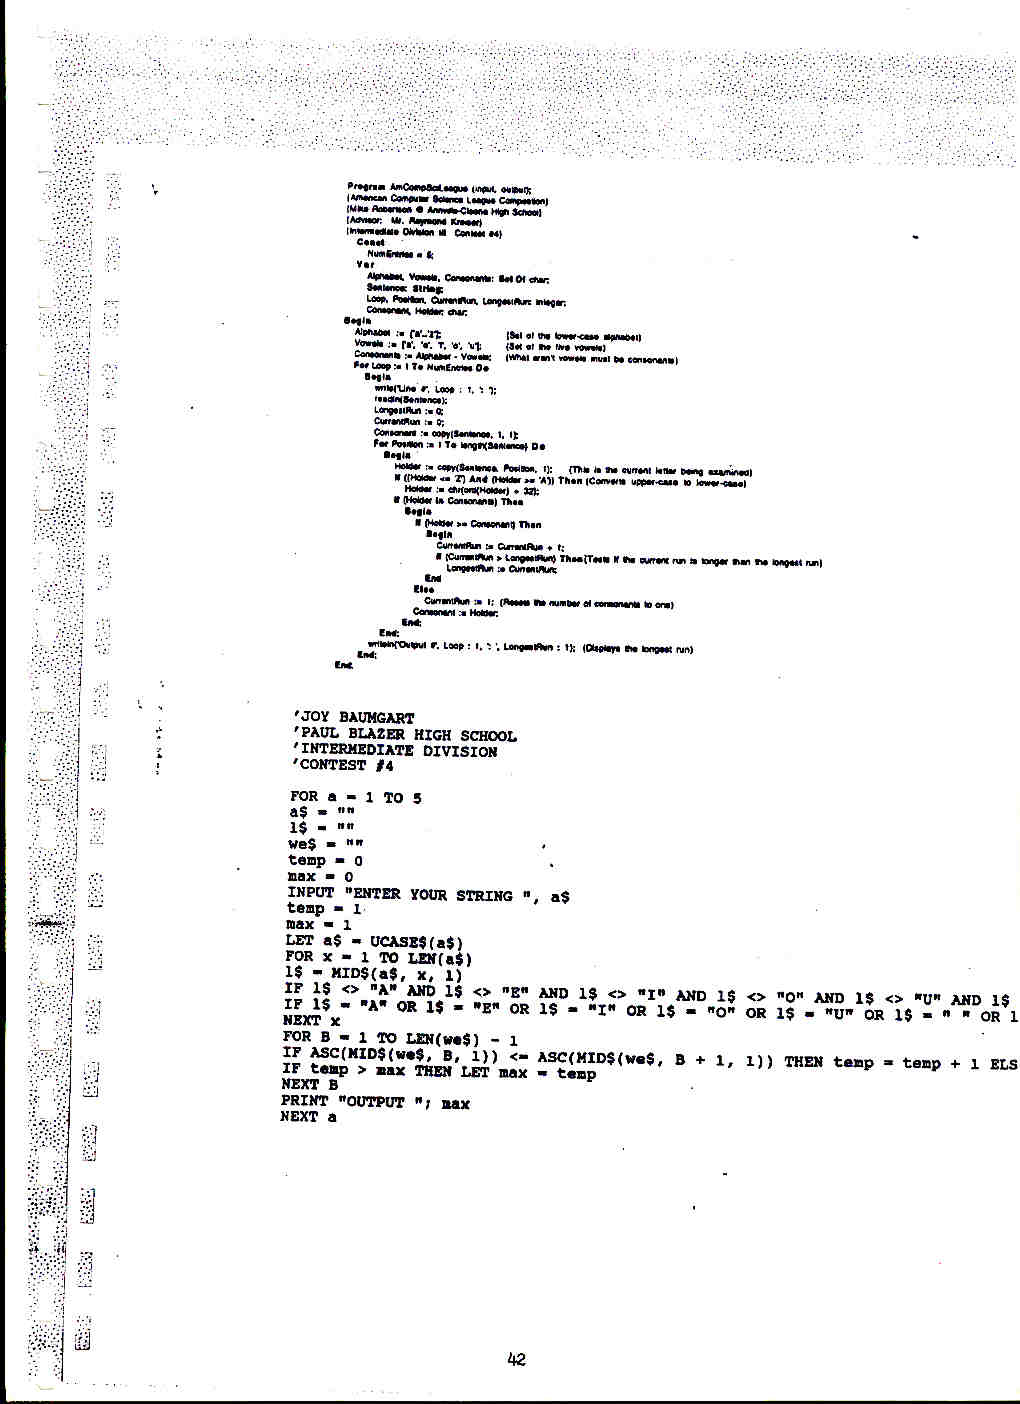 Program AmCompSciLeague (input, output);
{American Computer Science League Competition}
{Mike Robertson @ Annville-Cleona High School}
{Advisor: Mr. Raymond Kreiser}
{Intermediate Division III Contest #4}
Const
NumEntries = 5;
Var
Alphabet, Vowels, Consonants: Set Of char;
Sentence: String;
Loop, Position, CurrentRun, LongestRun: integer;
Consonant, Holder: char;
Begin
Alphabet := ['a'..'z']; {Set of the lower-case alphabet}
Vowels := ['a', 'e', 'i', 'o', 'u']; {Set of the five vowels}
Consonants := Alphabet - Vowels; {What aren't vowels must be consonants}
For Loop := 1 To NumEntries Do
Begin
write('Line #', Loop : 1, ': ');
readln(Sentence);
LongestRun := 0;
CurrentRun := 0;
Consonant := copy(Sentence, 1, 1);
For Position := 1 To length(Sentence) Do
Begin
Holder := copy(Sentence, Position, 1); {This is the current letter being examined}
If ((Holder <= 'Z') And (Holder >= 'A')) Then {Converts upper-case to lower-case}
Holder := chr(ord(Holder) + 32);
If (Holder in Consonants) Then
Begin
If (Holder >= Consonant) Then
Begin
CurrentRun := CurrentRun + 1;
If (CurrentRun > LongestRun) Then {Tests if the current run is longer than the longest run}
LongestRun := CurrentRun;
End
Else
CurrentRun := 1; {Resets the number of consonants to one}
Consonant := Holder;
End;
End;
writeln('Output #', Loop : 1, ': ', LongestRun : 1); {Displays the longest run}
End;
End.
'JOY BAUMGART
'PAUL BLAZER HIGH SCHOOL
'INTERMEDIATE DIVISION
'CONTEST #4
FOR a = 1 TO 5
a$ = ""
l$ = ""
we$ = ""
temp = 0
max = 0
INPUT "ENTER YOUR STRING ", a$
temp = 1
max = 1
LET a$ = UCASE$(a$)
FOR x = 1 TO LEN(a$)
l$ = MID$(a$, x, 1)
IF l$ <> "A" AND l$ <> "E" AND l$ <> "I" AND l$ <> "O" AND l$ <> "U" AND l$
IF l$ = "A" OR l$ = "E" OR l$ = "I" OR l$ = "O" OR l$ = "U" OR l$ = " " OR l
NEXT x
FOR B = 1 TO LEN(we$) - 1
IF ASC(MID$(we$, B, 1)) <= ASC(MID$(we$, B + 1, 1)) THEN temp = temp + 1 ELS
IF temp > max THEN LET max = temp
NEXT B
PRINT "OUTPUT "; max
NEXT a
42